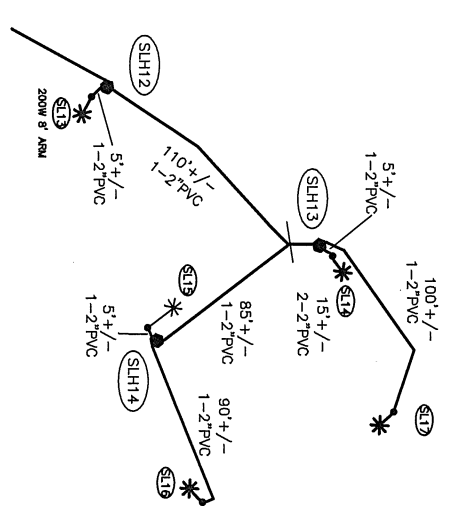 SLH12
SL13
200W 8' ARM
5'+/-
1-2"PVC
110'+/-
1-2"PVC
SLH13
5'+/-
1-2"PVC
SL14
15'+/-
2-2"PVC
100'+/-
1-2"PVC
SL17
SL15
85'+/-
1-2"PVC
5'+/-
1-2"PVC
SLH14
90'+/-
1-2"PVC
SL16